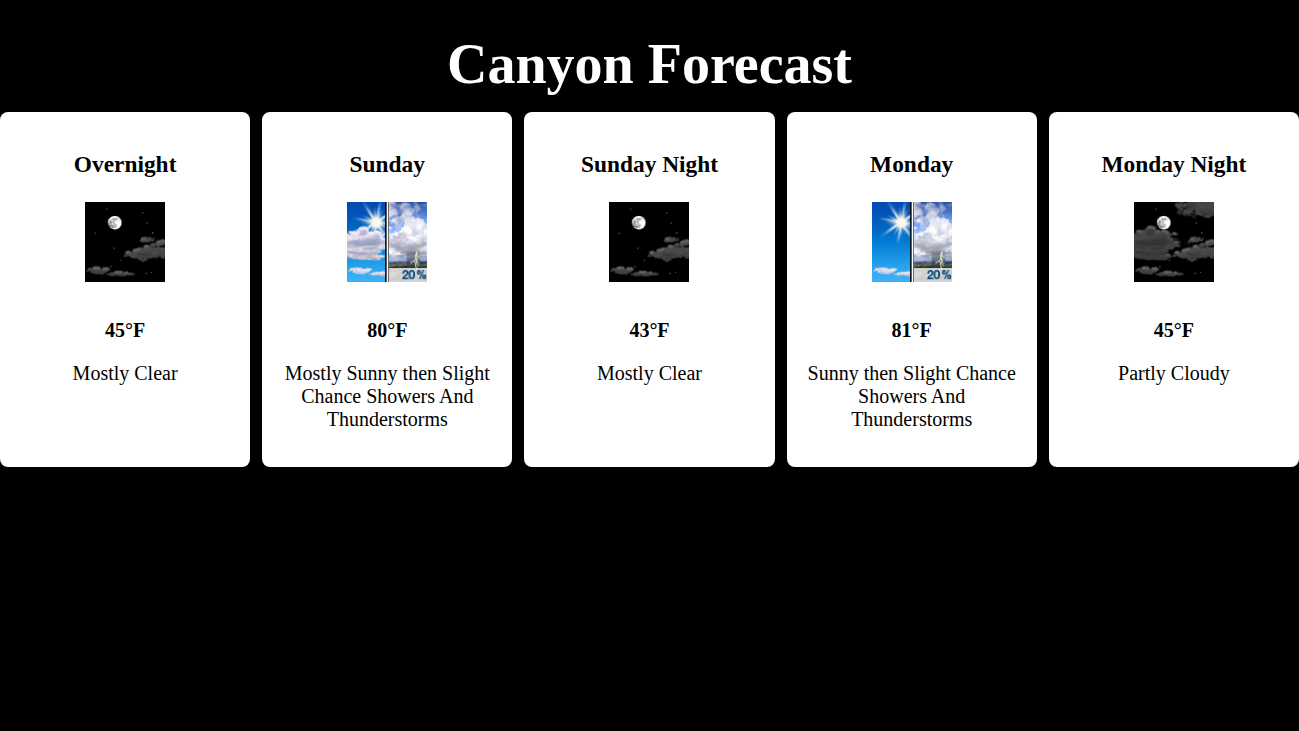 Canyon Forecast
Overnight
45°F
Mostly Clear
Sunday
20%
80°F
Mostly Sunny then Slight
Chance Showers And
Thunderstorms
Sunday Night
43°F
Mostly Clear
Monday
20%
81°F
Sunny then Slight Chance
Showers And
Thunderstorms
Monday Night
45°F
Partly Cloudy